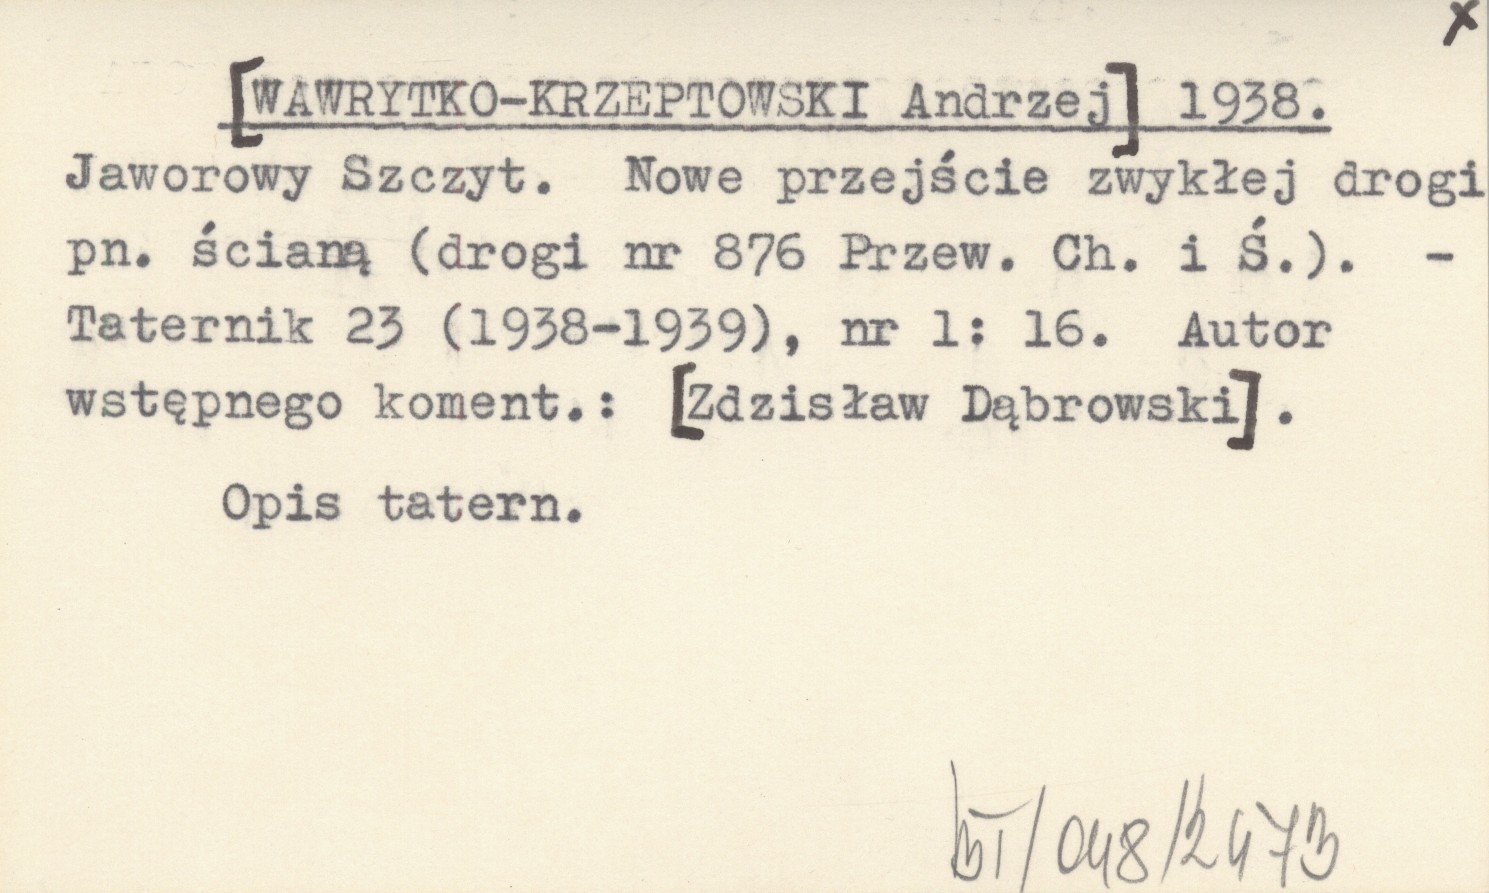 x
[WAWRYTKO-KRZEPTOWSKI Andrzej] 1938.
Jaworowy Szczyt. Nowe przejście zwykłej drogi
pn. ścianą (drogi nr 876 Przew. Ch. i Ś.). -
Taternik 23 (1938-1939), nr 1: 16. Autor
wstępnego koment.: [Zdzisław Dąbrowski].
Opis tatern.
/048/2473